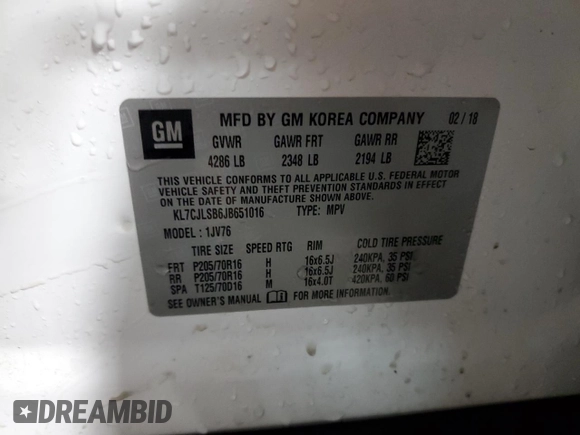 GM
MFD BY GM KOREA COMPANY 02 / 18
GVWR GAWR FRT GAWR RR
4286 LB 2348 LB 2194 LB
THIS VEHICLE CONFORMS TO ALL APPLICABLE U.S. FEDERAL MOTOR
VEHICLE SAFETY AND THEFT PREVENTION STANDARDS IN EFFECT
ON THE DATE OF MANUFACTURE SHOWN ABOVE.
KL7CJLSB6JB651016 TYPE: MPV
MODEL : 1JV76
TIRE SIZE SPEED RTG RIM COLD TIRE PRESSURE
FRT P205/70R16 H 16x6.5J 240KPA, 35 PSI
RR P205/70R16 H 16x6.5J 240KPA, 35 PSI
SPA T125/70D16 M 16x4.0T 420KPA, 60 PSI
SEE OWNER'S MANUAL FOR MORE INFORMATION.
DREAMBID